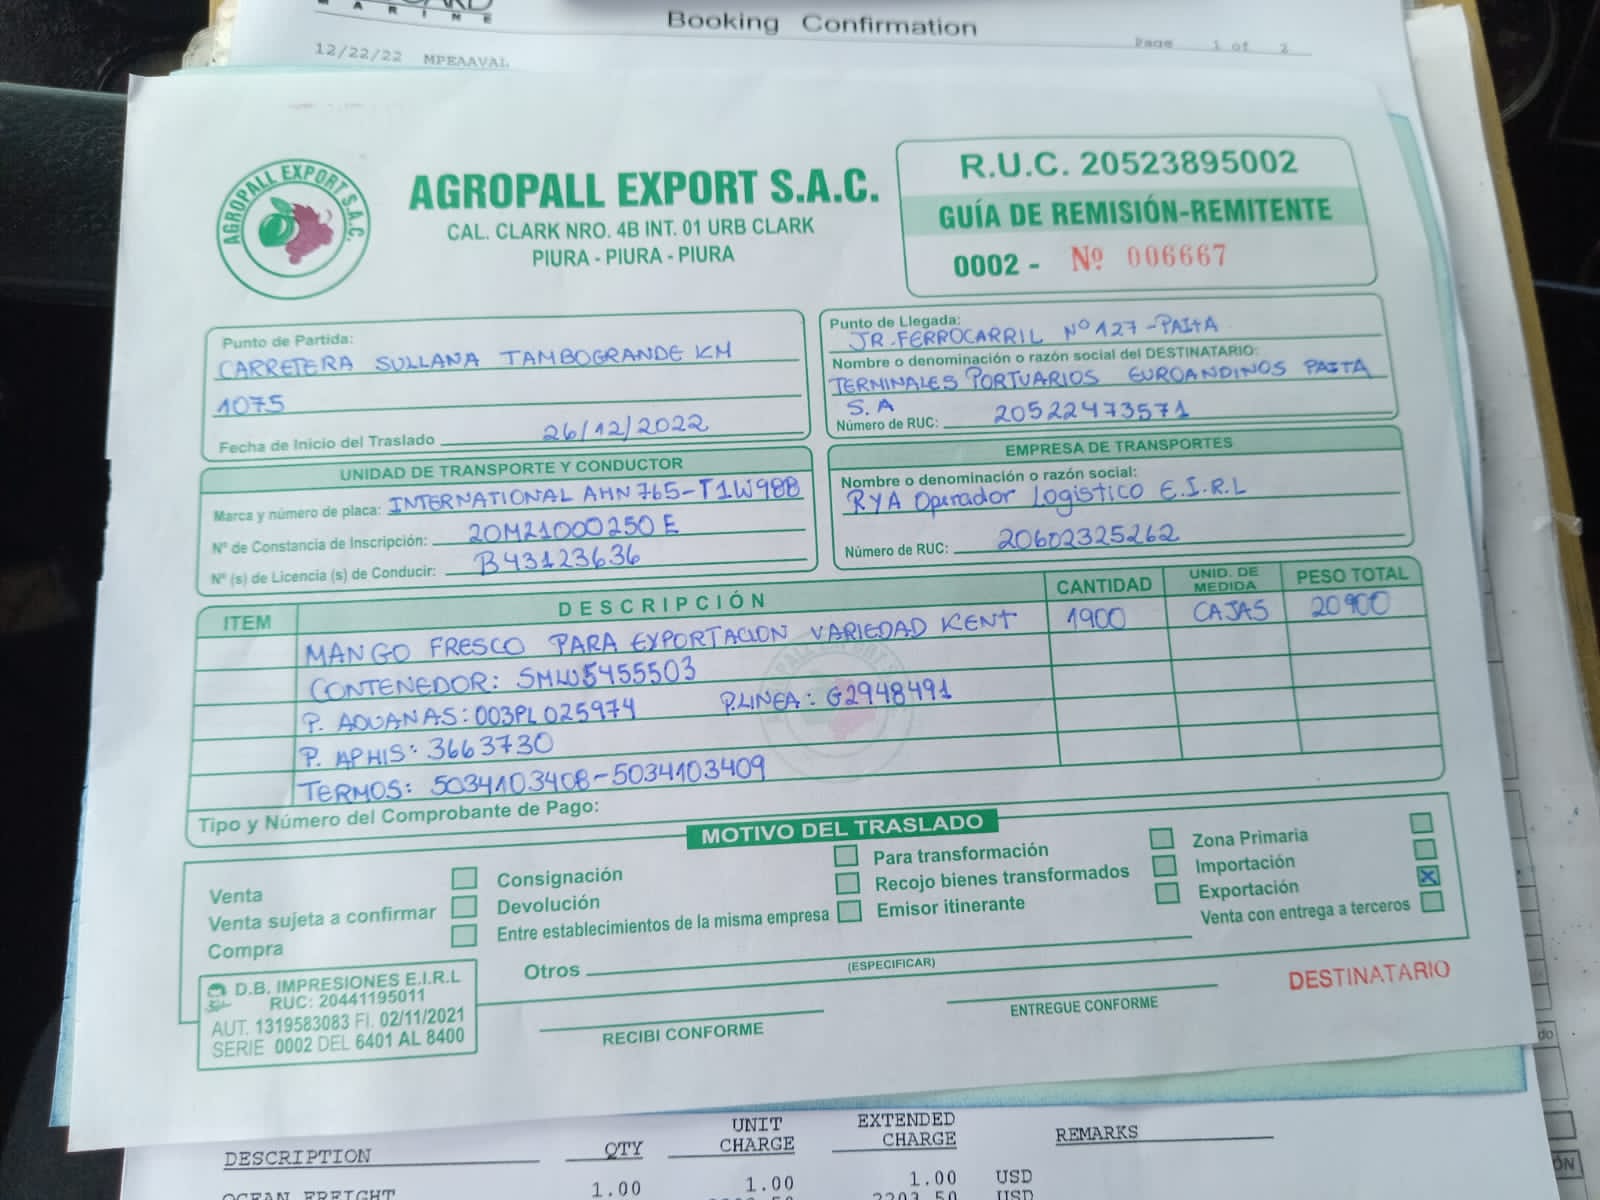 MARINE
Booking Confirmation
Page 1 of 2
12/22/22 MPEAAVAL
AGROPALL EXPORT S.A.C.
AGROPALL EXPORT S.A.C.
CAL. CLARK NRO. 4B INT. 01 URB CLARK
PIURA - PIURA - PIURA
R.U.C. 20523895002
GUÍA DE REMISIÓN-REMITENTE
0002 - Nº 006667
Punto de Partida:
CARRETERA SULLANA TAMBOGRANDE KM
1075
Fecha de Inicio del Traslado 26/12/2022
Punto de Llegada:
JR. FERROCARRIL Nº 127 - PAITA
Nombre o denominación o razón social del DESTINATARIO:
TERMINALES PORTUARIOS EUROANDINOS PAITA
S.A
Número de RUC: 20522473571
UNIDAD DE TRANSPORTE Y CONDUCTOR
Marca y número de placa: INTERNATIONAL AHN765-T1W988
Nº de Constancia de Inscripción: 20M21000250E
Nº (s) de Licencia (s) de Conducir: B43123636
EMPRESA DE TRANSPORTES
Nombre o denominación o razón social:
RYA Operador Logistico E.I.R.L
Número de RUC: 20602325262
ITEM DESCRIPCIÓN CANTIDAD UNID. DE MEDIDA PESO TOTAL
MANGO FRESCO PARA EXPORTACION VARIEDAD KENT 1900 CAJAS 20900
CONTENEDOR: SMLU5455503
P. ADUANAS: 003PL025974 P.LINEA: G2948491
P. APHIS: 3663730
TERMOS: 5034103408-5034103409
Tipo y Número del Comprobante de Pago:
MOTIVO DEL TRASLADO
Venta
Venta sujeta a confirmar
Compra
Consignación
Devolución
Entre establecimientos de la misma empresa
Para transformación
Recojo bienes transformados
Emisor itinerante
Zona Primaria
Importación
Exportación X
Venta con entrega a terceros
Otros
(ESPECIFICAR)
D.B. IMPRESIONES E.I.R.L
RUC: 20441195011
AUT. 1319583083 FI. 02/11/2021
SERIE 0002 DEL 6401 AL 8400
RECIBI CONFORME
ENTREGUE CONFORME
DESTINATARIO
DESCRIPTION QTY UNIT CHARGE EXTENDED CHARGE REMARKS
OCEAN FREIGHT 1.00 1.00 1.00 USD
2203.50 USD